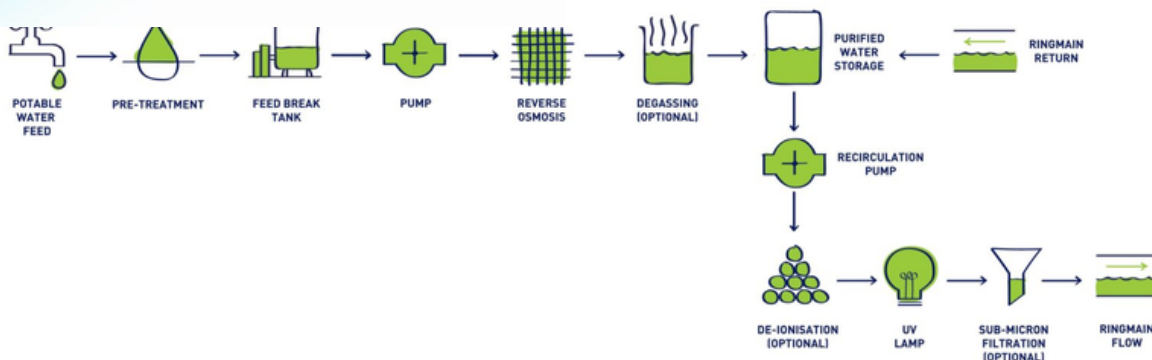 POTABLE
WATER
FEED
PRE-TREATMENT
FEED BREAK
TANK
PUMP
REVERSE
OSMOSIS
DEGASSING
(OPTIONAL)
PURIFIED
WATER
STORAGE
RINGMAIN
RETURN
RECIRCULATION
PUMP
DE-IONISATION
(OPTIONAL)
UV
LAMP
SUB-MICRON
FILTRATION
(OPTIONAL)
RINGMAIN
FLOW